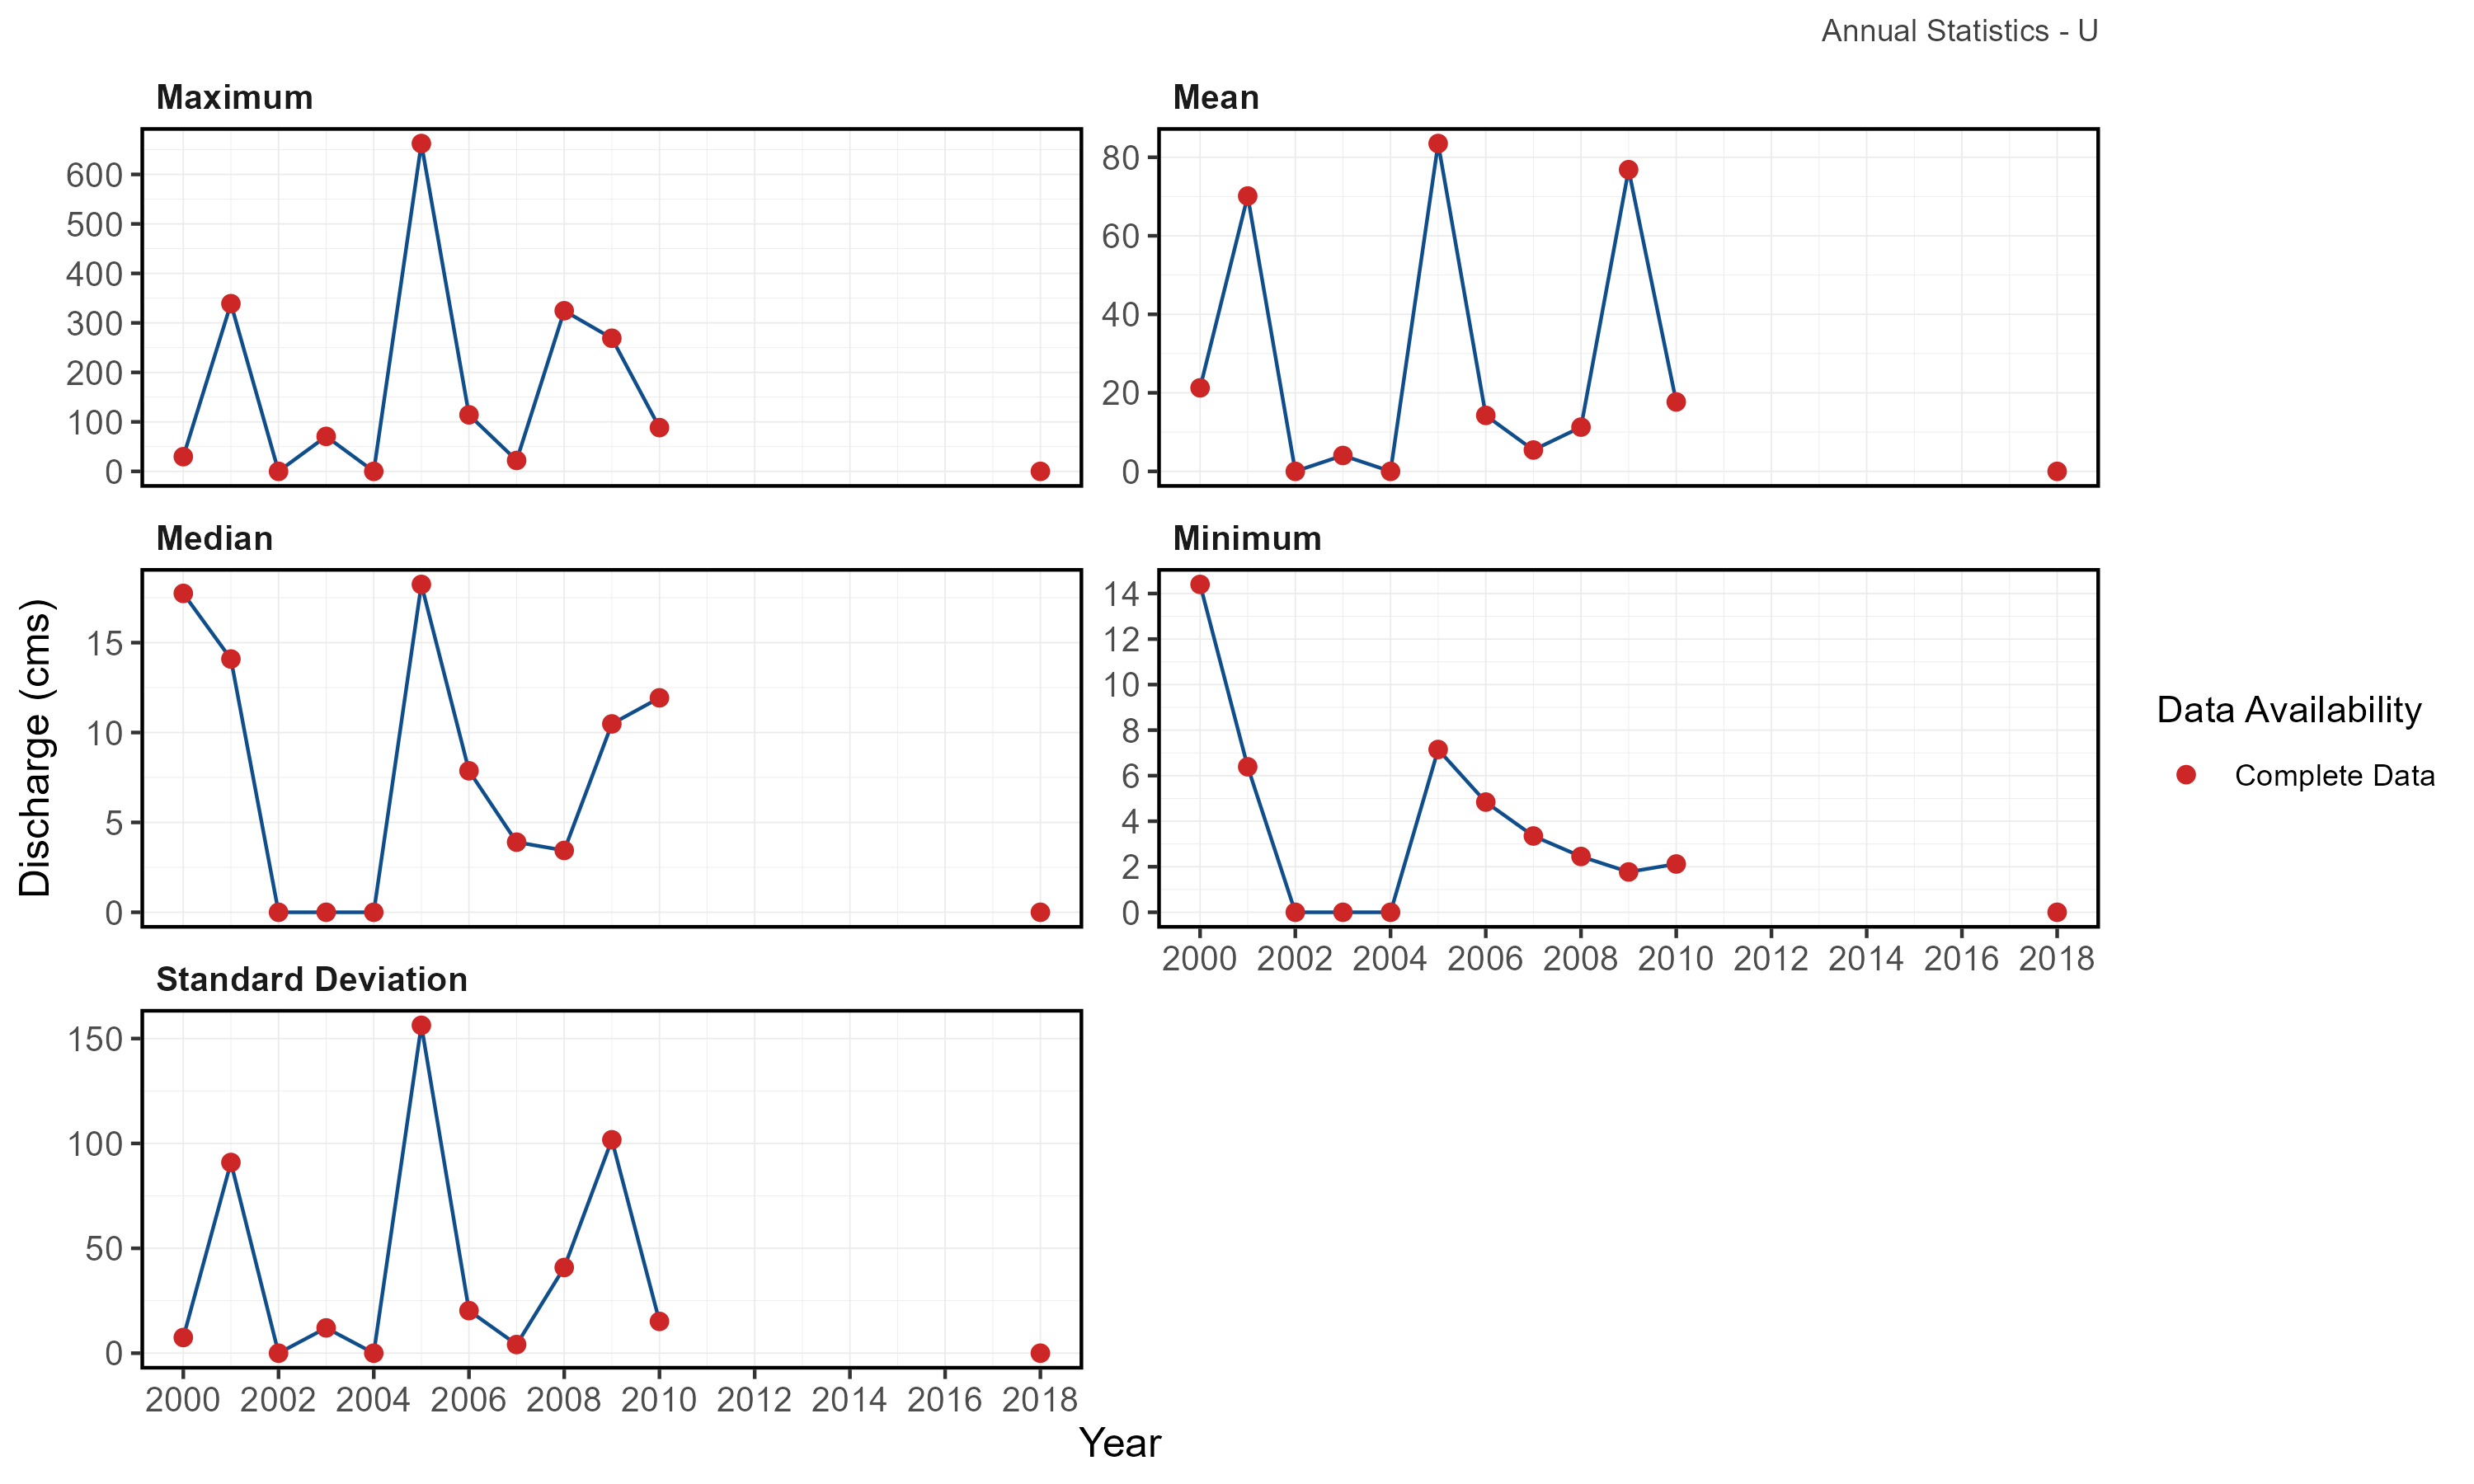 Annual Statistics - U
Maximum
600
500
400
300
200
100
0
Mean
80
60
40
20
0
Discharge (cms)
Median
15
10
5
0
Minimum
14
12
10
8
6
4
2
0
2000 2002 2004 2006 2008 2010 2012 2014 2016 2018
Standard Deviation
150
100
50
0
2000 2002 2004 2006 2008 2010 2012 2014 2016 2018
Year
Data Availability
Complete Data